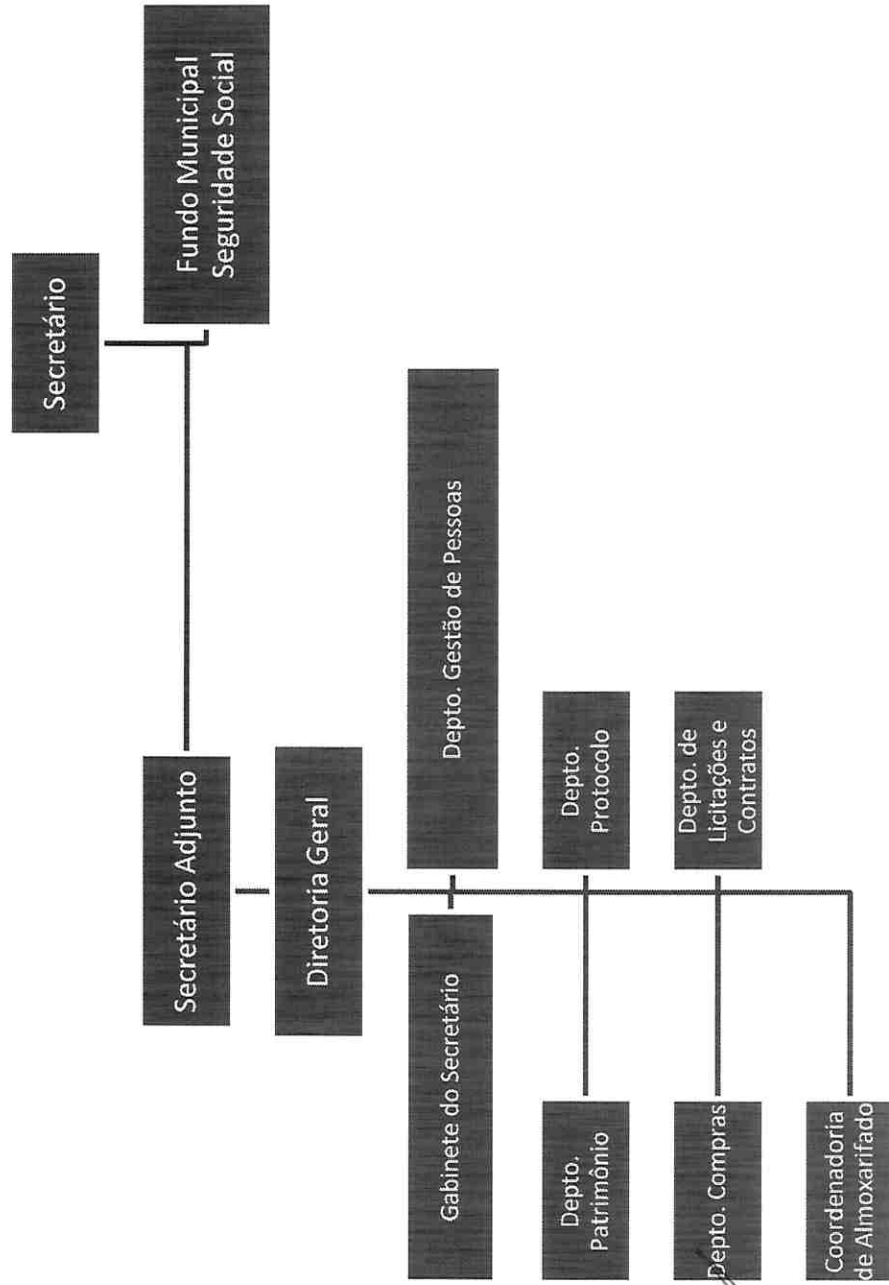 Secretário
Fundo Municipal
Seguridade Social
Secretário Adjunto
Diretoria Geral
Gabinete do Secretário
Depto. Gestão de Pessoas
Depto.
Patrimônio
Depto.
Protocolo
Depto. Compras
Depto. de
Licitações e
Contratos
Coordenadoria
de Almoxarifado